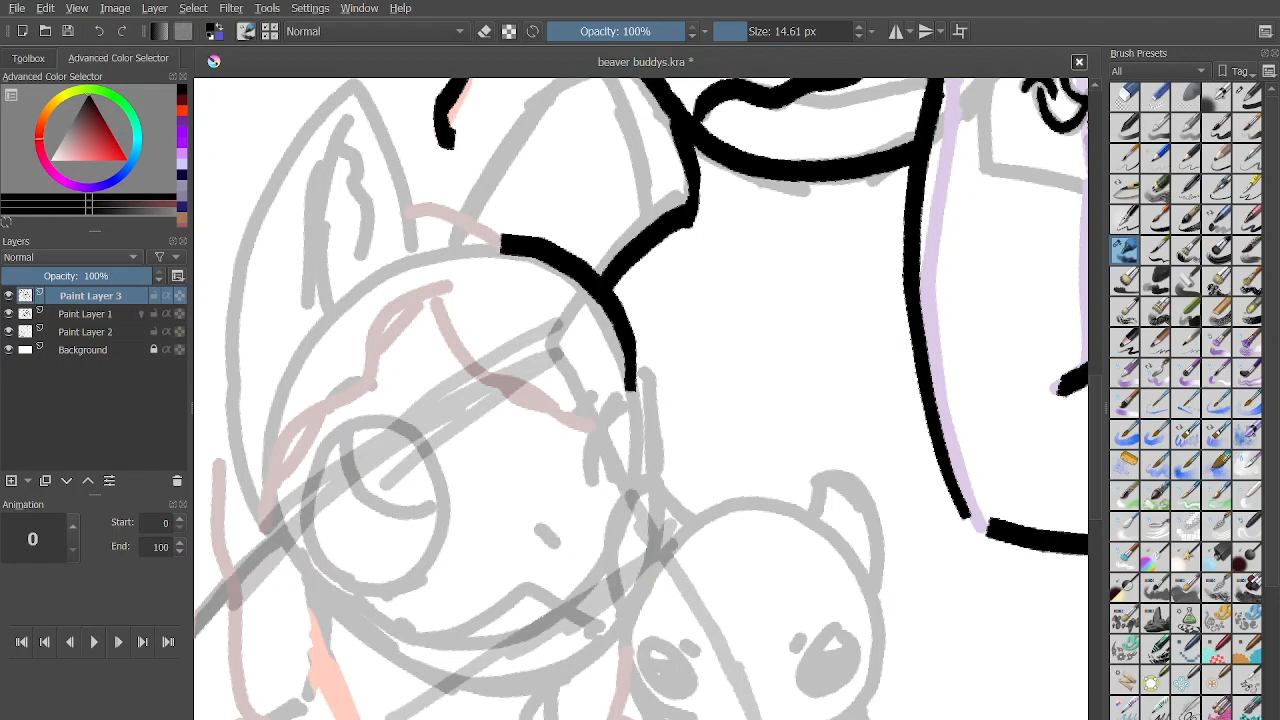 File Edit View Image Layer Select Filter Tools Settings Window Help
Normal Opacity: 100% Size: 14.61 px
Toolbox Advanced Color Selector
beaver buddys.kra *
Brush Presets
Advanced Color Selector
All Tag
Layers
Normal
Opacity: 100%
Paint Layer 3
Paint Layer 1
Paint Layer 2
Background
Animation
0
Start: 0
End: 100